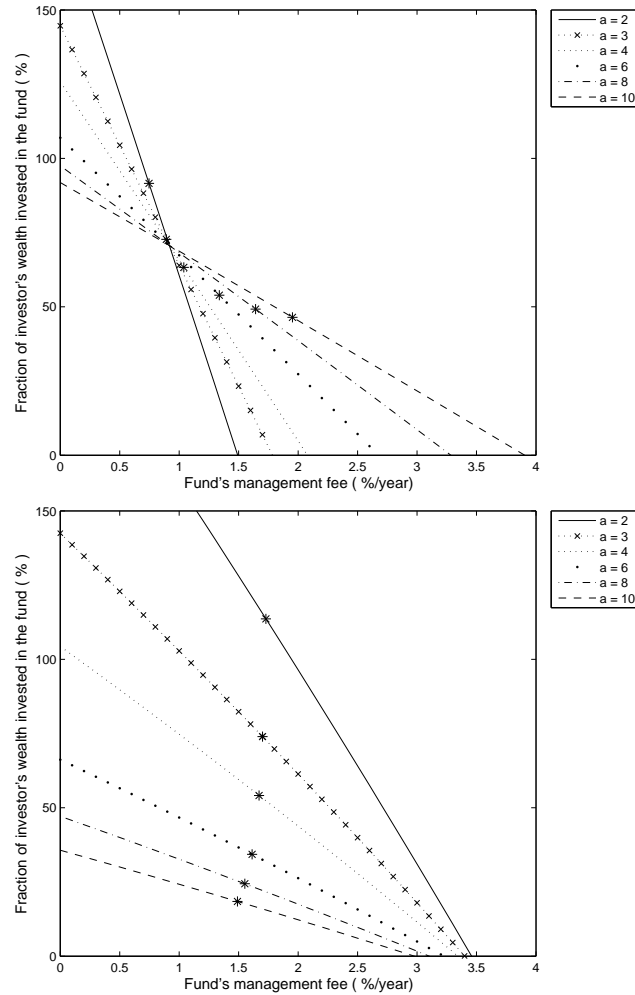 150
100
50
0
Fraction of investor's wealth invested in the fund ( % )
0 0.5 1 1.5 2 2.5 3 3.5 4
Fund's management fee ( %/year)
a = 2
a = 3
a = 4
a = 6
a = 8
a = 10
150
100
50
0
Fraction of investor's wealth invested in the fund ( % )
0 0.5 1 1.5 2 2.5 3 3.5 4
Fund's management fee ( %/year)
a = 2
a = 3
a = 4
a = 6
a = 8
a = 10